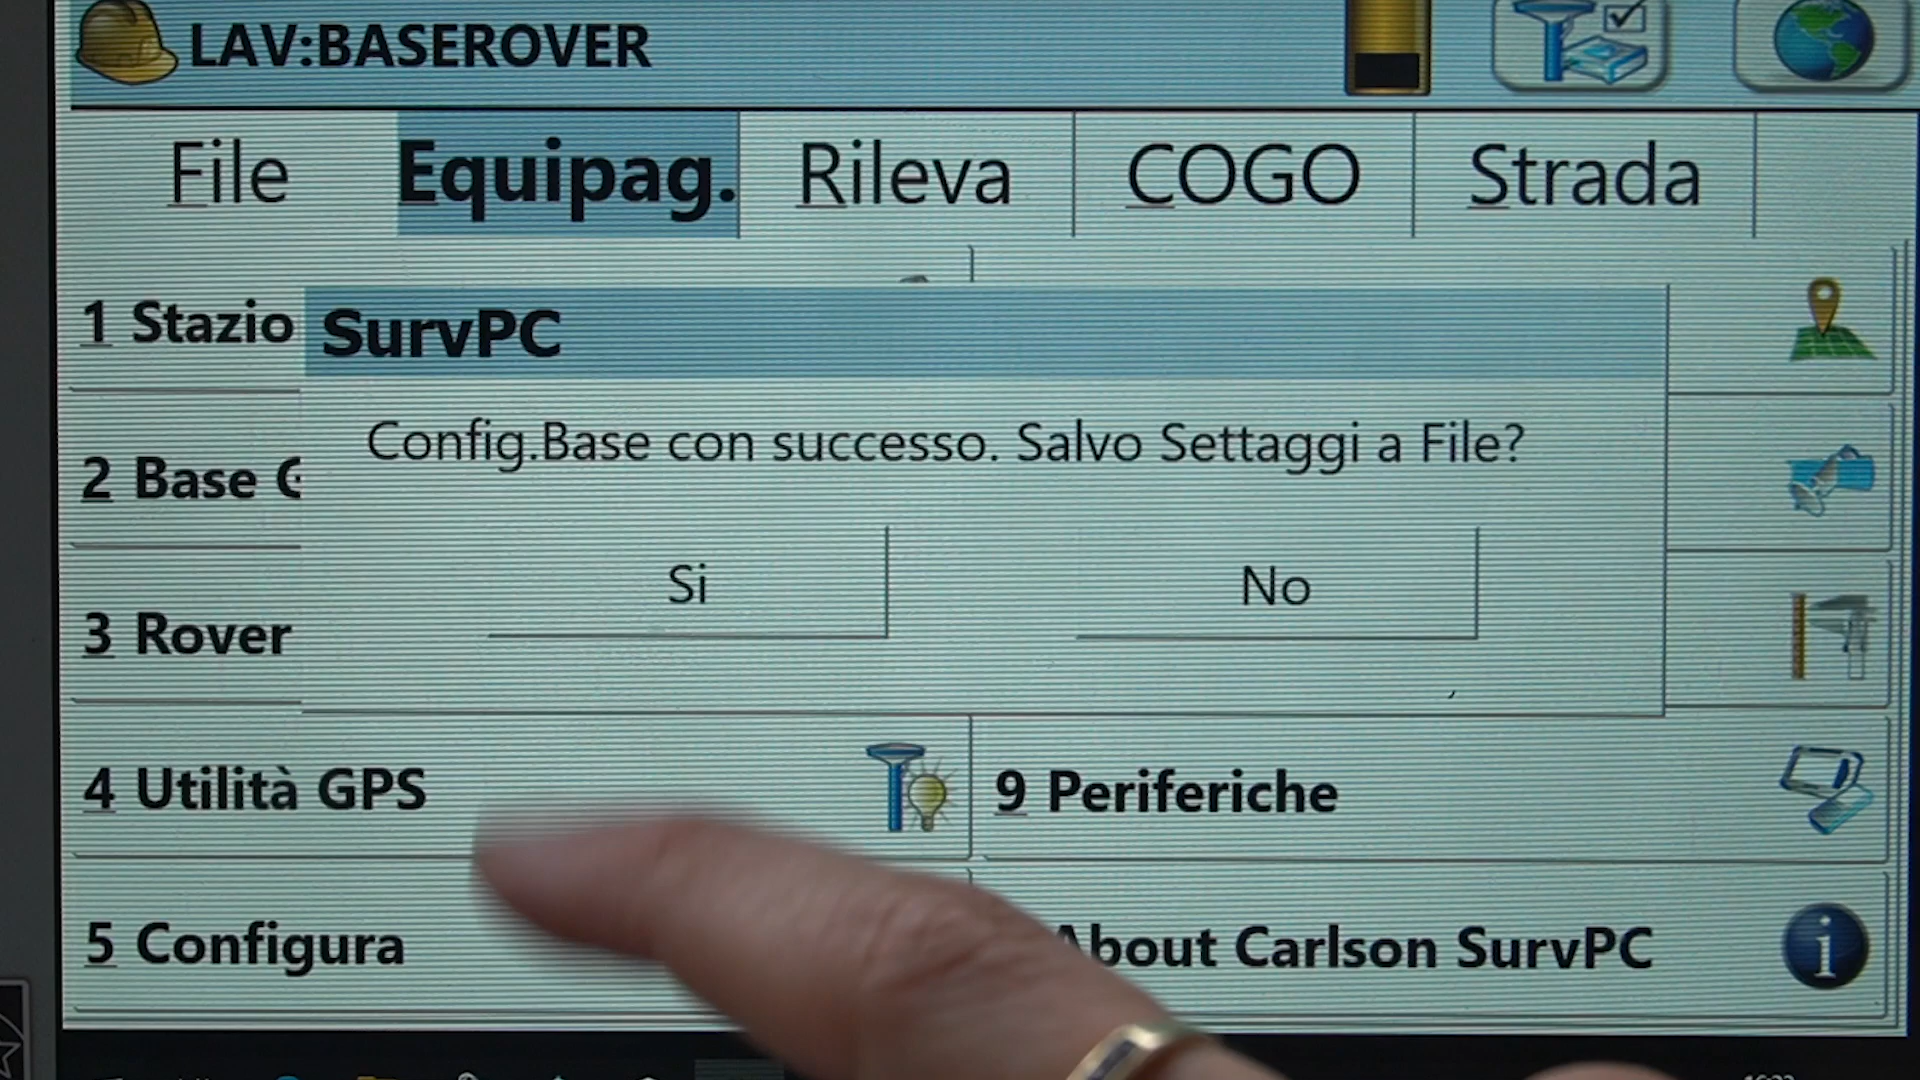 LAV:BASEROVER
File Equipag. Rileva COGO Strada
1 Stazio
SurvPC
Config.Base con successo. Salvo Settaggi a File?
2 Base G
Si No
3 Rover
4 Utilità GPS
9 Periferiche
5 Configura
About Carlson SurvPC